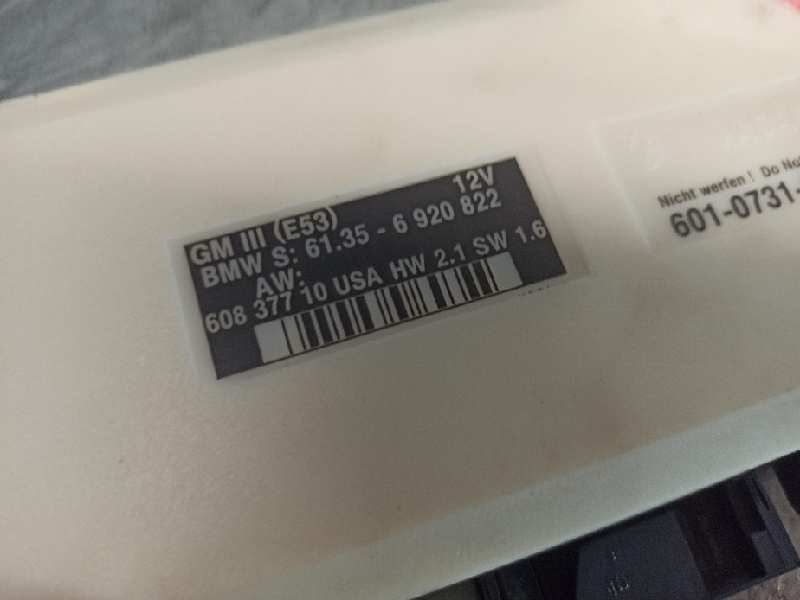 GM III (E53) 12V
BMW S: 61.35 - 6 920 822
AW:
608 377 10 USA HW 2.1 SW 1.6
Nicht werfen ! Do
601-0731-